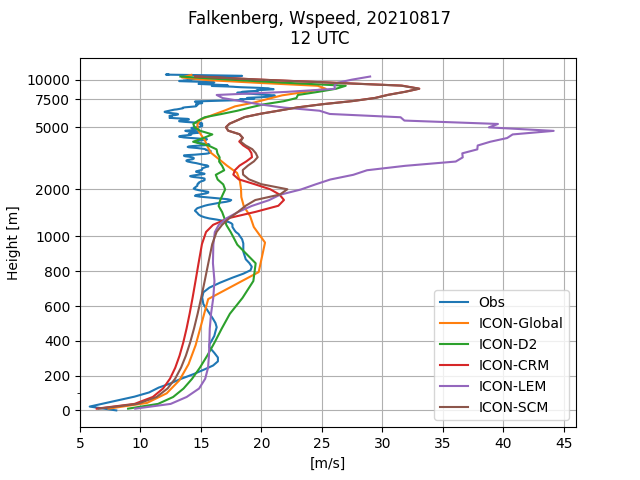 Falkenberg, Wspeed, 20210817
12 UTC
10000
7500
5000
2000
1000
800
600
400
200
0
Height [m]
5
10
15
20
25
30
35
40
45
[m/s]
Obs
ICON-Global
ICON-D2
ICON-CRM
ICON-LEM
ICON-SCM